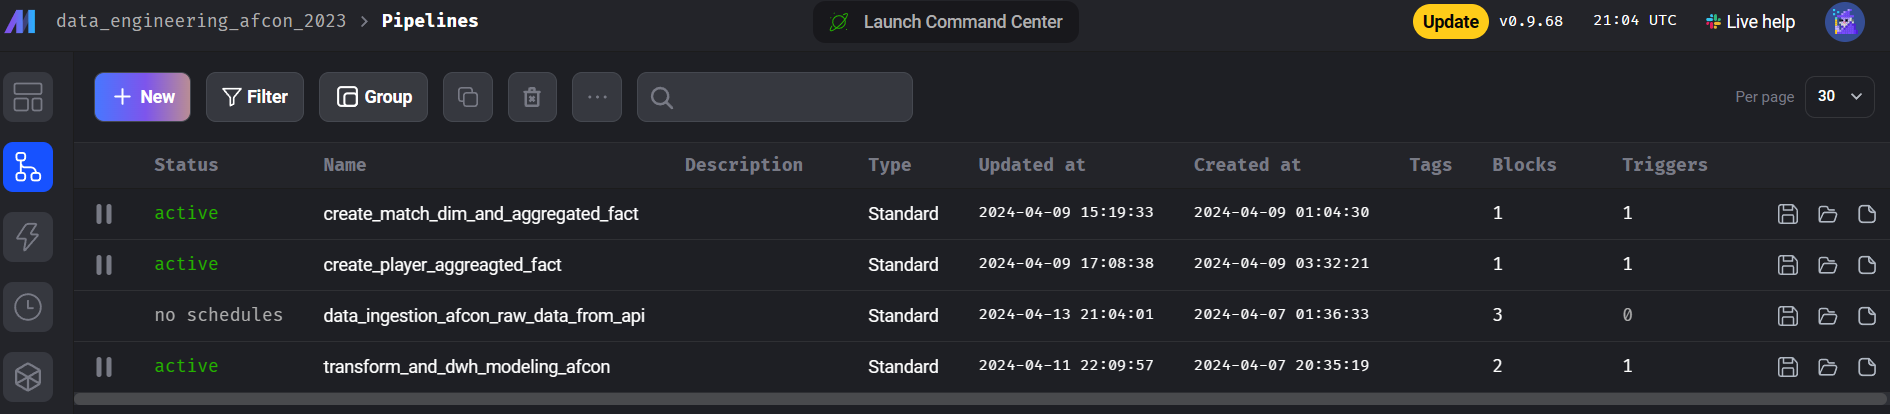 data_engineering_afcon_2023 > Pipelines Launch Command Center Update v0.9.68 21:04 UTC Live help
+ New Filter Group ... Per page 30
Status Name Description Type Updated at Created at Tags Blocks Triggers
active create_match_dim_and_aggregated_fact Standard 2024-04-09 15:19:33 2024-04-09 01:04:30 1 1
active create_player_aggreagted_fact Standard 2024-04-09 17:08:38 2024-04-09 03:32:21 1 1
no schedules data_ingestion_afcon_raw_data_from_api Standard 2024-04-13 21:04:01 2024-04-07 01:36:33 3 0
active transform_and_dwh_modeling_afcon Standard 2024-04-11 22:09:57 2024-04-07 20:35:19 2 1